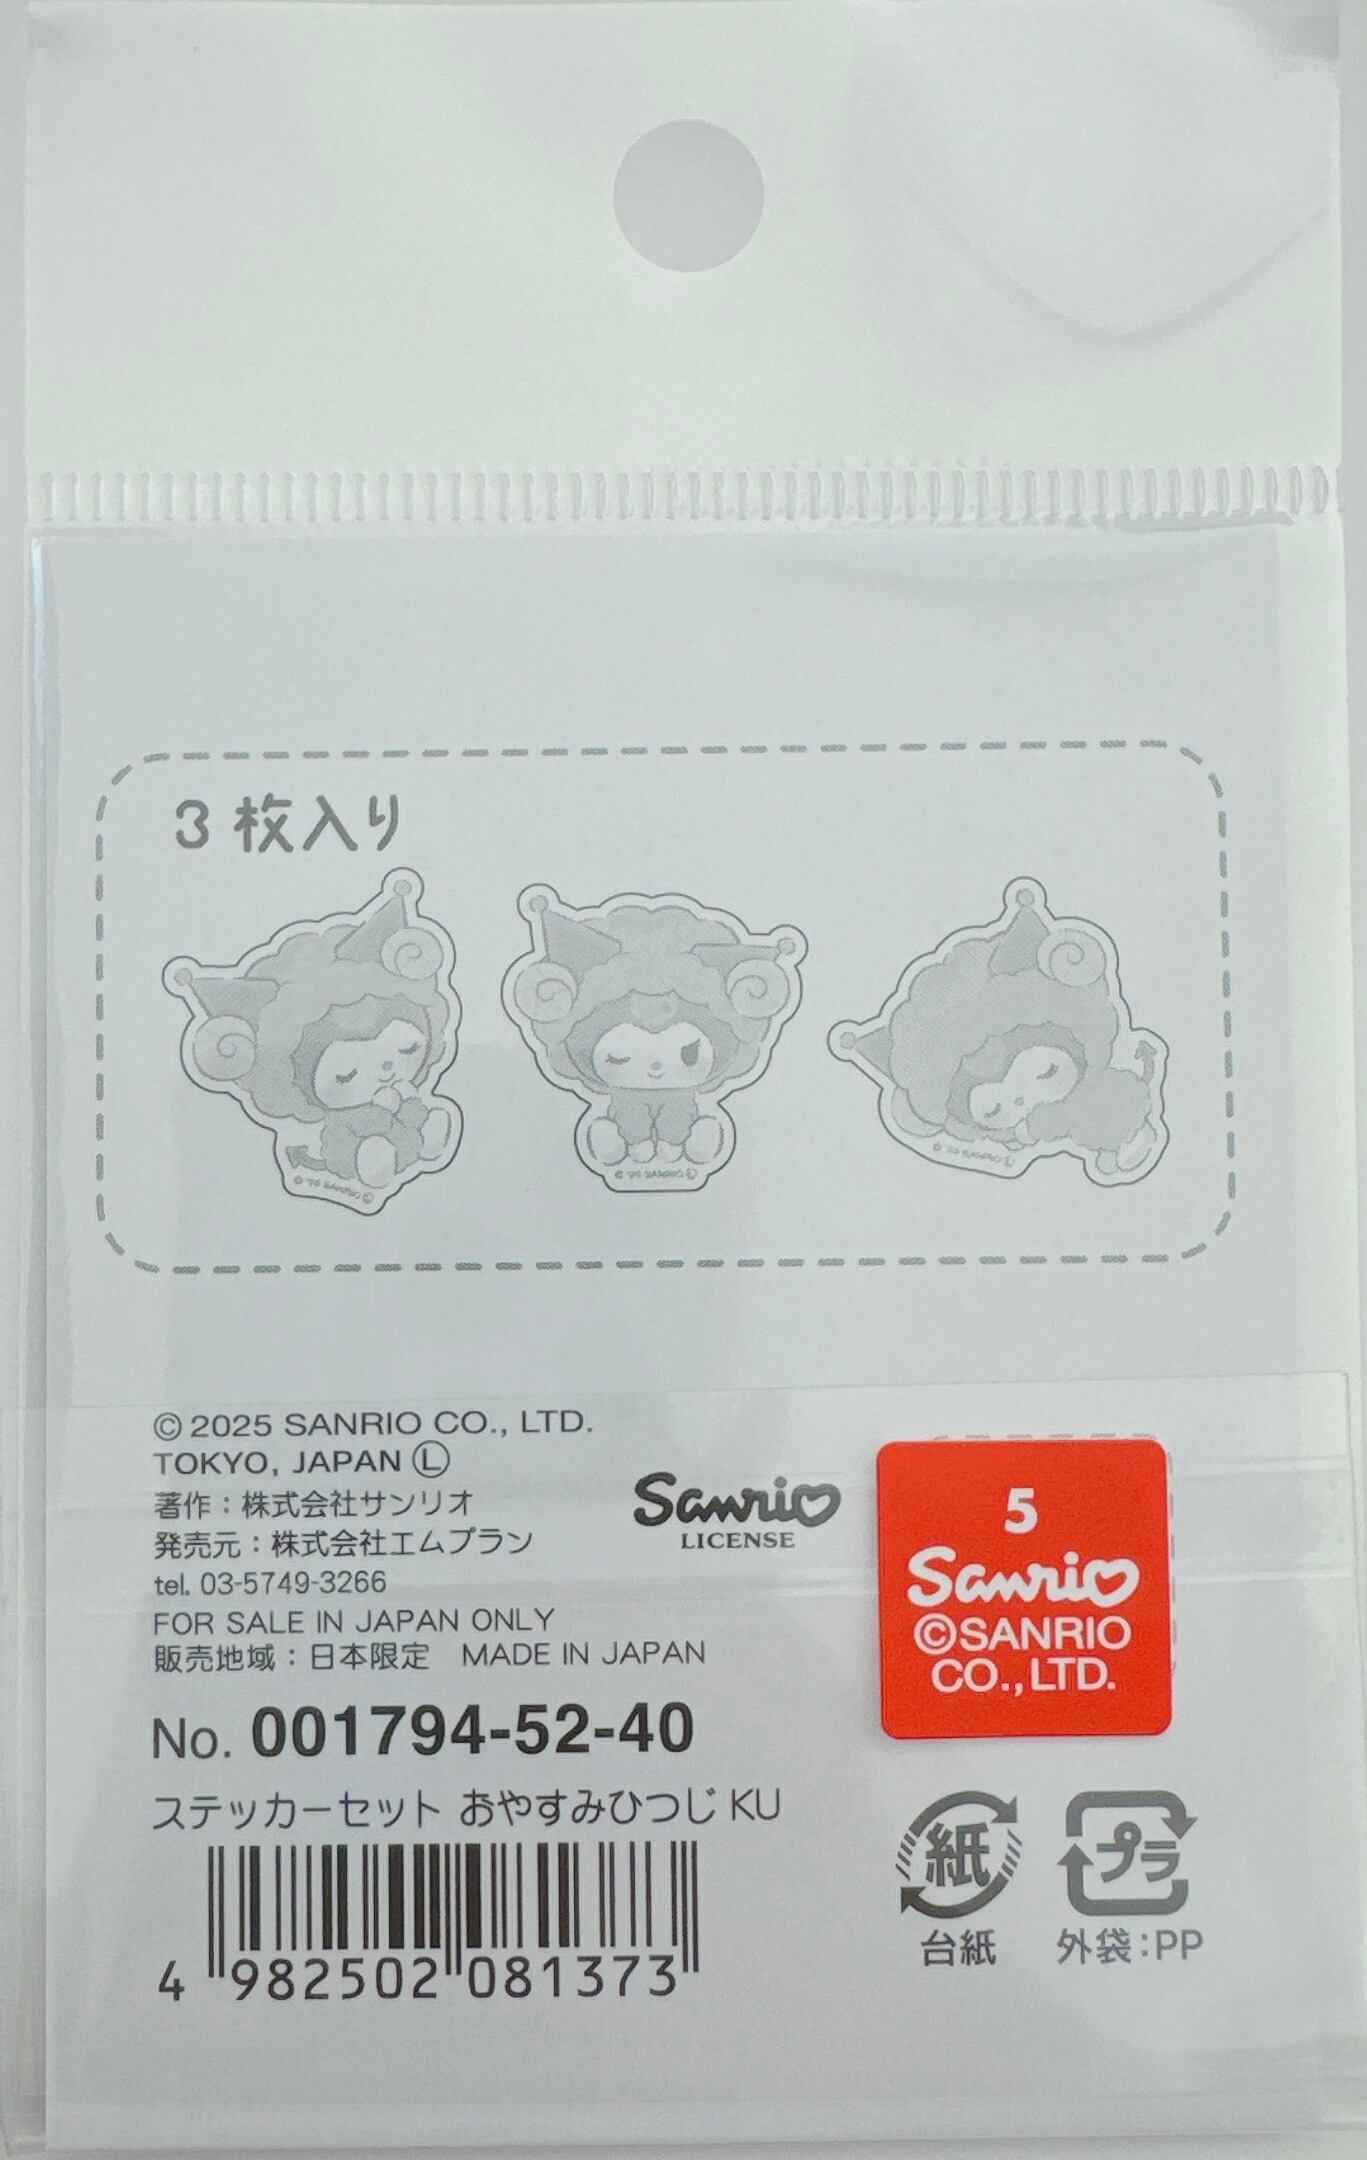 3枚入り
© 2025 SANRIO CO., LTD.
TOKYO, JAPAN Ⓛ
著作：株式会社サンリオ
発売元：株式会社エムプラン
tel. 03-5749-3266
FOR SALE IN JAPAN ONLY
販売地域：日本限定 MADE IN JAPAN
Sanrio
LICENSE
5
Sanrio
©SANRIO
CO.,LTD.
No. 001794-52-40
ステッカーセット おやすみひつじ KU
4 982502 081373
紙
台紙
プラ
外袋：PP